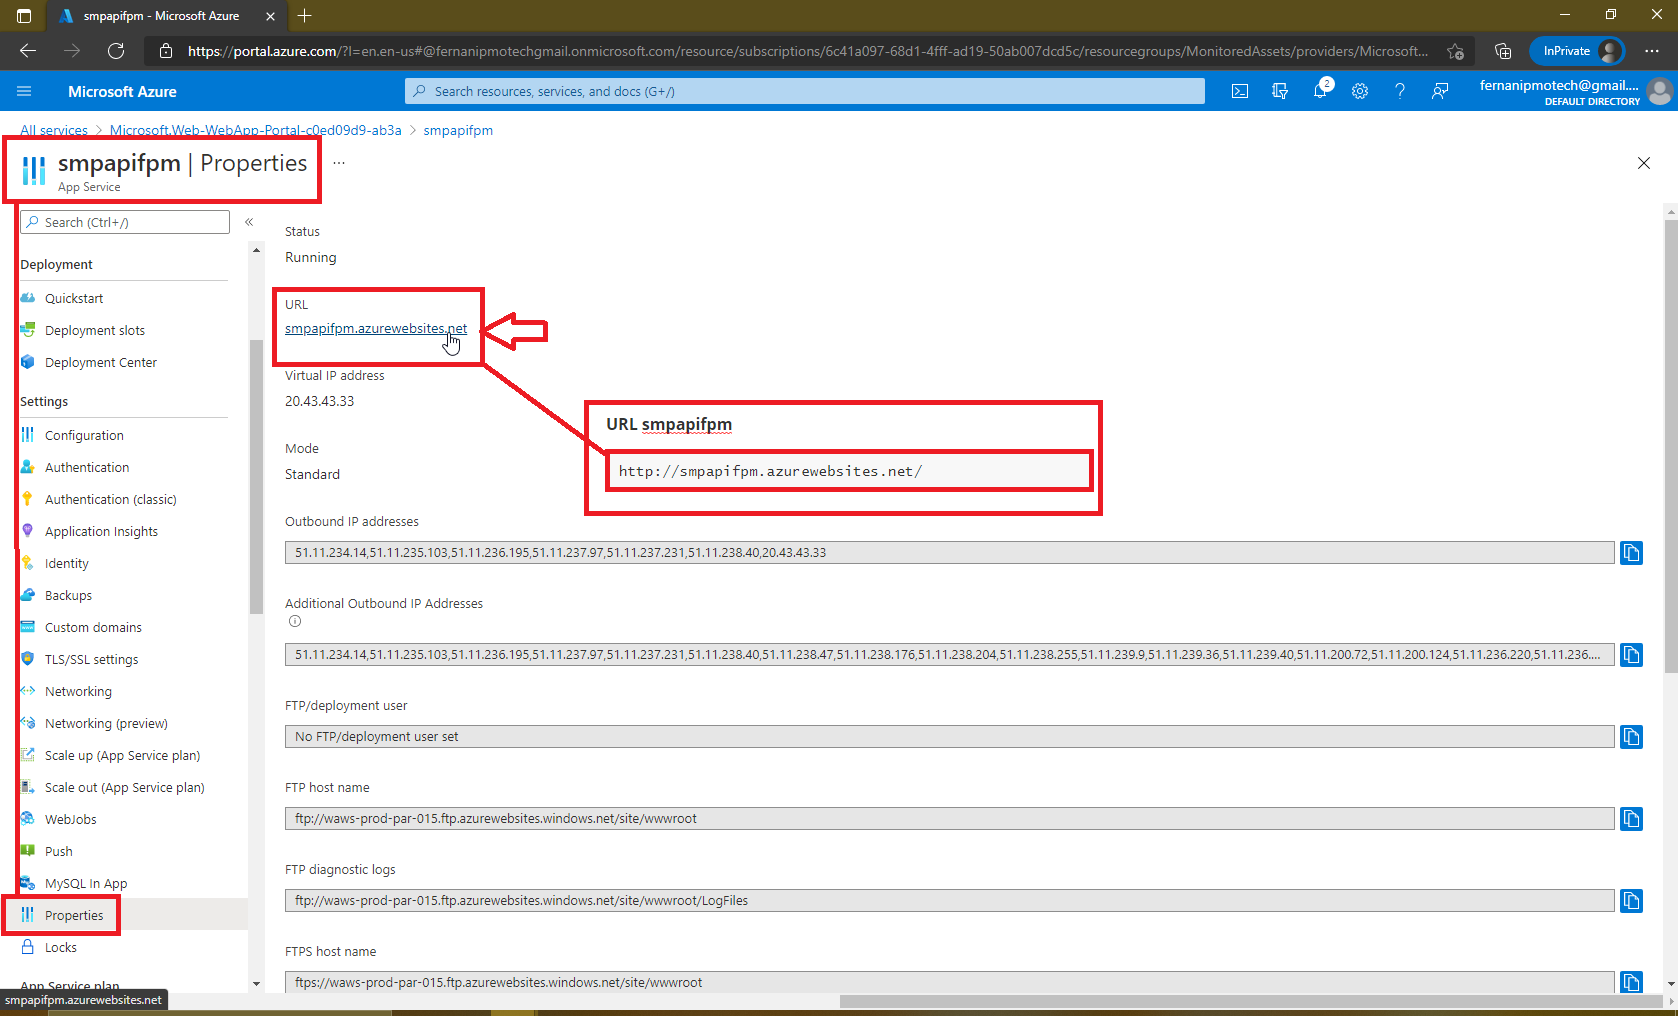 smpapifpm - Microsoft Azure
https://portal.azure.com/?l=en.en-us#@fernanipmotechgmail.onmicrosoft.com/resource/subscriptions/6c41a097-68d1-4fff-ad19-50ab007dcd5c/resourcegroups/MonitoredAssets/providers/Microsoft...
InPrivate
Microsoft Azure
Search resources, services, and docs (G+/)
2
fernanipmotech@gmail....
DEFAULT DIRECTORY
All services > Microsoft.Web-WebApp-Portal-c0ed09d9-ab3a > smpapifpm
smpapifpm | Properties
...
App Service
Search (Ctrl+/)
«
Deployment
Quickstart
Deployment slots
Deployment Center
Settings
Configuration
Authentication
Authentication (classic)
Application Insights
Identity
Backups
Custom domains
TLS/SSL settings
Networking
Networking (preview)
Scale up (App Service plan)
Scale out (App Service plan)
WebJobs
Push
MySQL In App
Properties
Locks
App Service plan
smpapifpm.azurewebsites.net
Status
Running
URL
smpapifpm.azurewebsites.net
Virtual IP address
20.43.43.33
Mode
Standard
URL smpapifpm
http://smpapifpm.azurewebsites.net/
Outbound IP addresses
51.11.234.14,51.11.235.103,51.11.236.195,51.11.237.97,51.11.237.231,51.11.238.40,20.43.43.33
Additional Outbound IP Addresses
51.11.234.14,51.11.235.103,51.11.236.195,51.11.237.97,51.11.237.231,51.11.238.40,51.11.238.47,51.11.238.176,51.11.238.204,51.11.238.255,51.11.239.9,51.11.239.36,51.11.239.40,51.11.200.72,51.11.200.124,51.11.236.220,51.11.236....
FTP/deployment user
No FTP/deployment user set
FTP host name
ftp://waws-prod-par-015.ftp.azurewebsites.windows.net/site/wwwroot
FTP diagnostic logs
ftp://waws-prod-par-015.ftp.azurewebsites.windows.net/site/wwwroot/LogFiles
FTPS host name
ftps://waws-prod-par-015.ftp.azurewebsites.windows.net/site/wwwroot